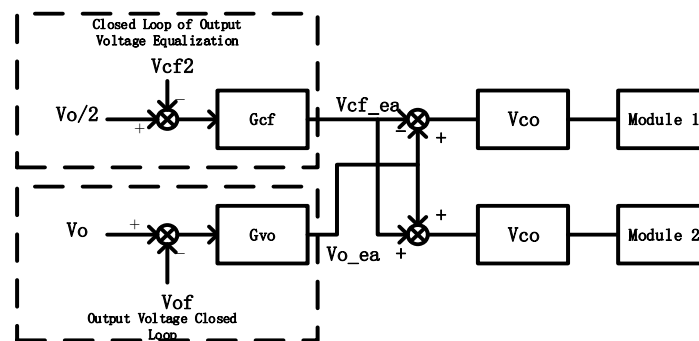 Closed Loop of Output
Voltage Equalization
Vcf2
−
Vo/2
+
Gcf
Vcf_ea
−
+
Vco
Module 1
Vo
+
−
Gvo
Vo_ea
+
+
Vco
Module 2
Vof
Output Voltage Closed
Loop